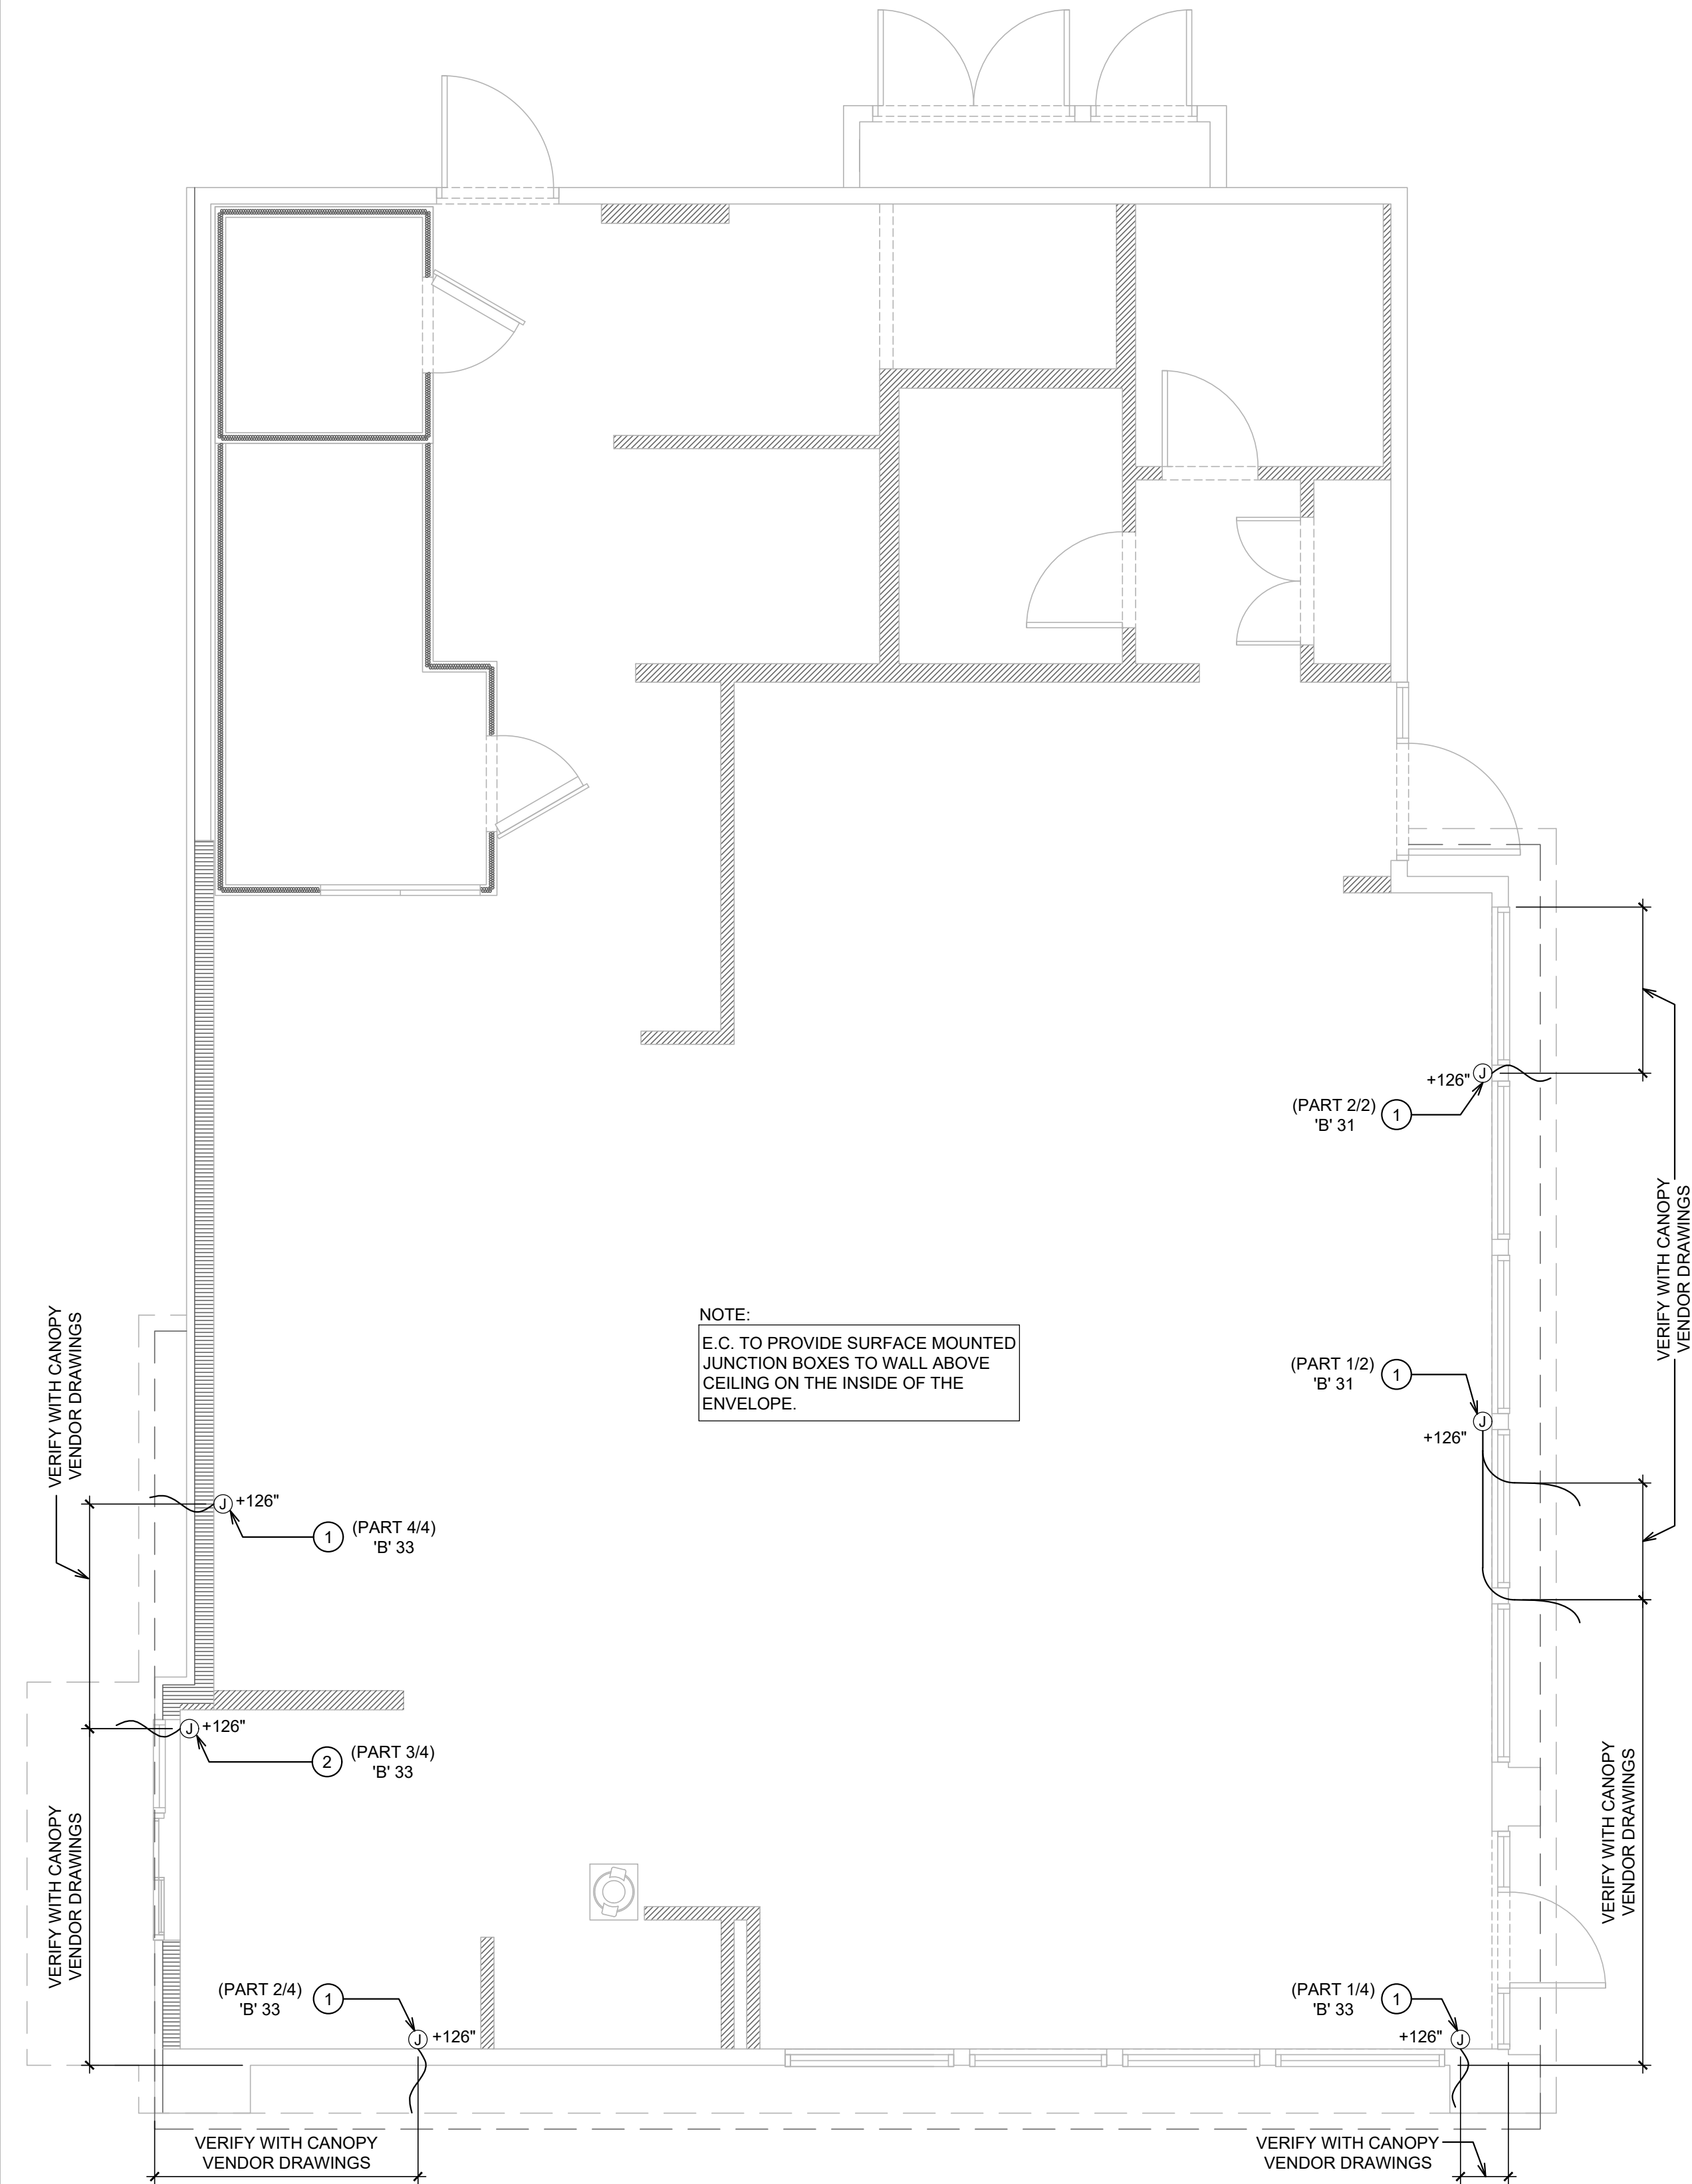 +126"
J
(PART 2/2)
'B' 31
1
VERIFY WITH CANOPY
VENDOR DRAWINGS
NOTE:
E.C. TO PROVIDE SURFACE MOUNTED
JUNCTION BOXES TO WALL ABOVE
CEILING ON THE INSIDE OF THE
ENVELOPE.
(PART 1/2)
'B' 31
1
J
+126"
VERIFY WITH CANOPY
VENDOR DRAWINGS
J
+126"
1
(PART 4/4)
'B' 33
J
+126"
2
(PART 3/4)
'B' 33
VERIFY WITH CANOPY
VENDOR DRAWINGS
VERIFY WITH CANOPY
VENDOR DRAWINGS
(PART 2/4)
'B' 33
1
J
+126"
(PART 1/4)
'B' 33
1
+126"
J
VERIFY WITH CANOPY
VENDOR DRAWINGS
VERIFY WITH CANOPY
VENDOR DRAWINGS